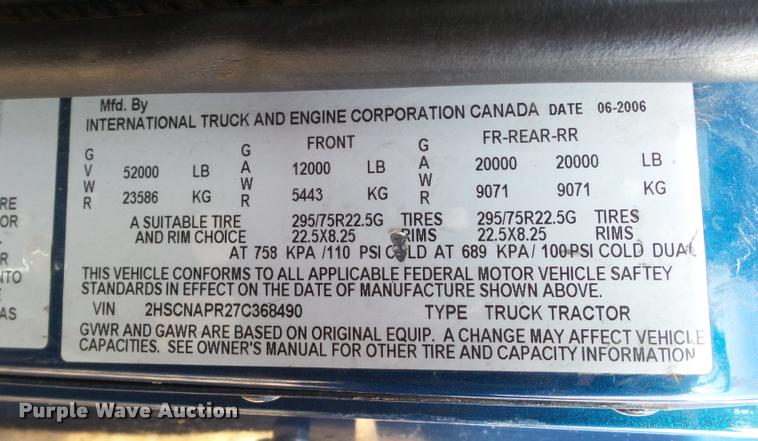 Mfd. By
INTERNATIONAL TRUCK AND ENGINE CORPORATION CANADA DATE 06-2006
FRONT FR-REAR-RR
GVWR 52000 LB GAWR 12000 LB GAWR 20000 20000 LB
23586 KG 5443 KG 9071 9071 KG
A SUITABLE TIRE 295/75R22.5G TIRES 295/75R22.5G TIRES
AND RIM CHOICE 22.5X8.25 RIMS 22.5X8.25 RIMS
AT 758 KPA /110 PSI COLD AT 689 KPA/ 100 PSI COLD DUAL
THIS VEHICLE CONFORMS TO ALL APPLICABLE FEDERAL MOTOR VEHICLE SAFTEY
STANDARDS IN EFFECT ON THE DATE OF MANUFACTURE SHOWN ABOVE.
VIN 2HSCNAPR27C368490 TYPE TRUCK TRACTOR
GVWR AND GAWR ARE BASED ON ORIGINAL EQUIP. A CHANGE MAY AFFECT VEHICLE
CAPACITIES. SEE OWNER'S MANUAL FOR OTHER TIRE AND CAPACITY INFORMATION
Purple Wave Auction